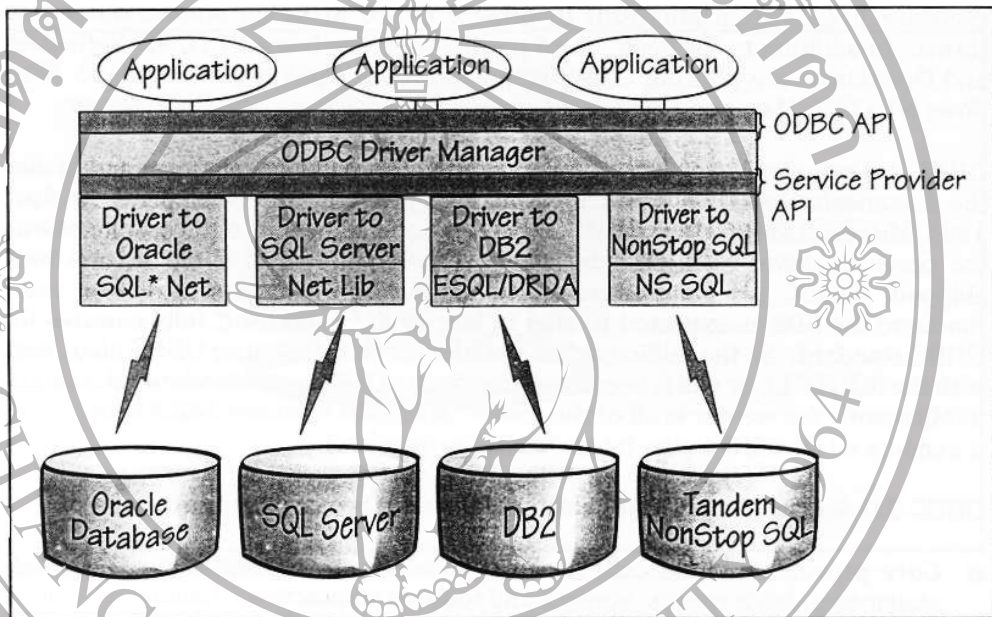 Application
Application
Application
} ODBC API
ODBC Driver Manager
} Service Provider
API
Driver to
Oracle
SQL* Net
Driver to
SQL Server
Net Lib
Driver to
DB2
ESQL/DRDA
Driver to
NonStop SQL
NS SQL
Oracle
Database
SQL Server
DB2
Tandem
NonStop SQL
1964